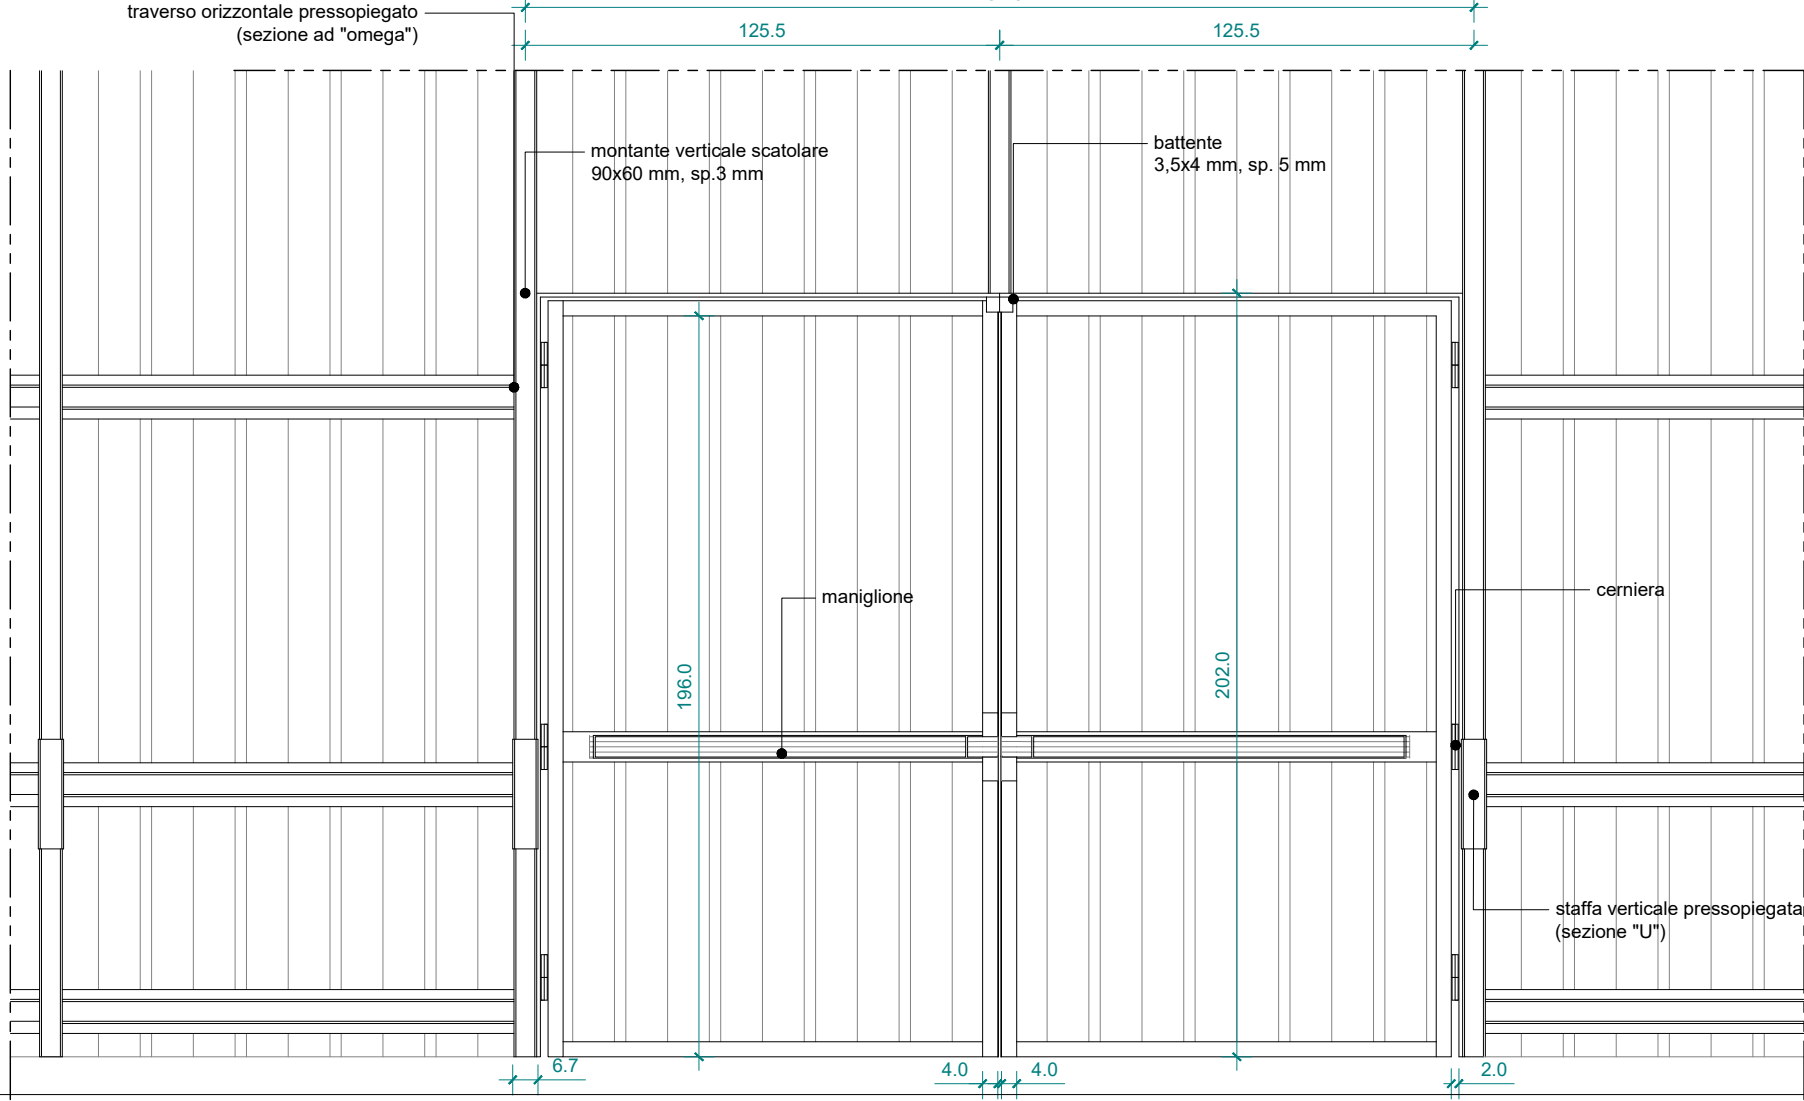 traverso orizzontale pressopiegato
(sezione ad "omega")
125.5
125.5
montante verticale scatolare
90x60 mm, sp.3 mm
battente
3,5x4 mm, sp. 5 mm
maniglione
cerniera
196.0
202.0
staffa verticale pressopiegata
(sezione "U")
6.7
4.0
4.0
2.0